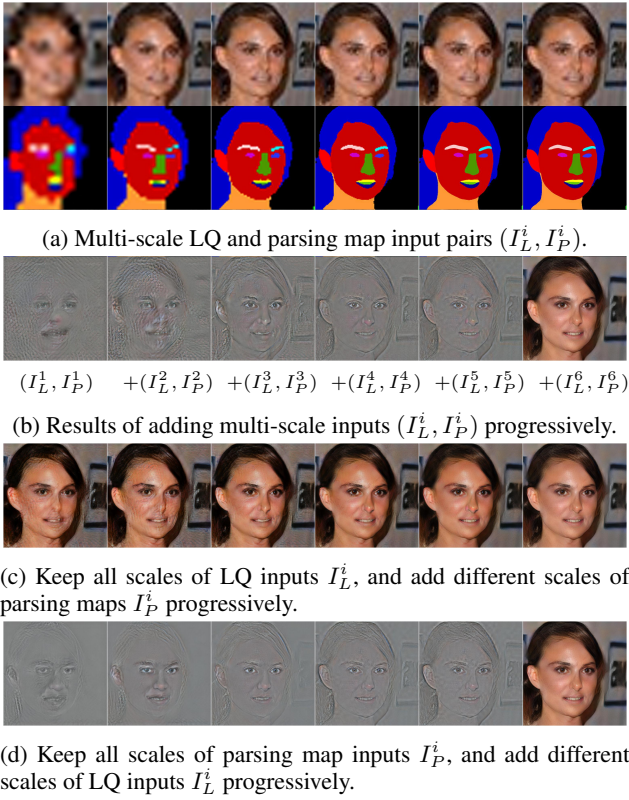 (a) Multi-scale LQ and parsing map input pairs (I_L^i, I_P^i).
(I_L^1, I_P^1) +(I_L^2, I_P^2) +(I_L^3, I_P^3) +(I_L^4, I_P^4) +(I_L^5, I_P^5) +(I_L^6, I_P^6)
(b) Results of adding multi-scale inputs (I_L^i, I_P^i) progressively.
(c) Keep all scales of LQ inputs I_L^i, and add different scales of
parsing maps I_P^i progressively.
(d) Keep all scales of parsing map inputs I_P^i, and add different
scales of LQ inputs I_L^i progressively.